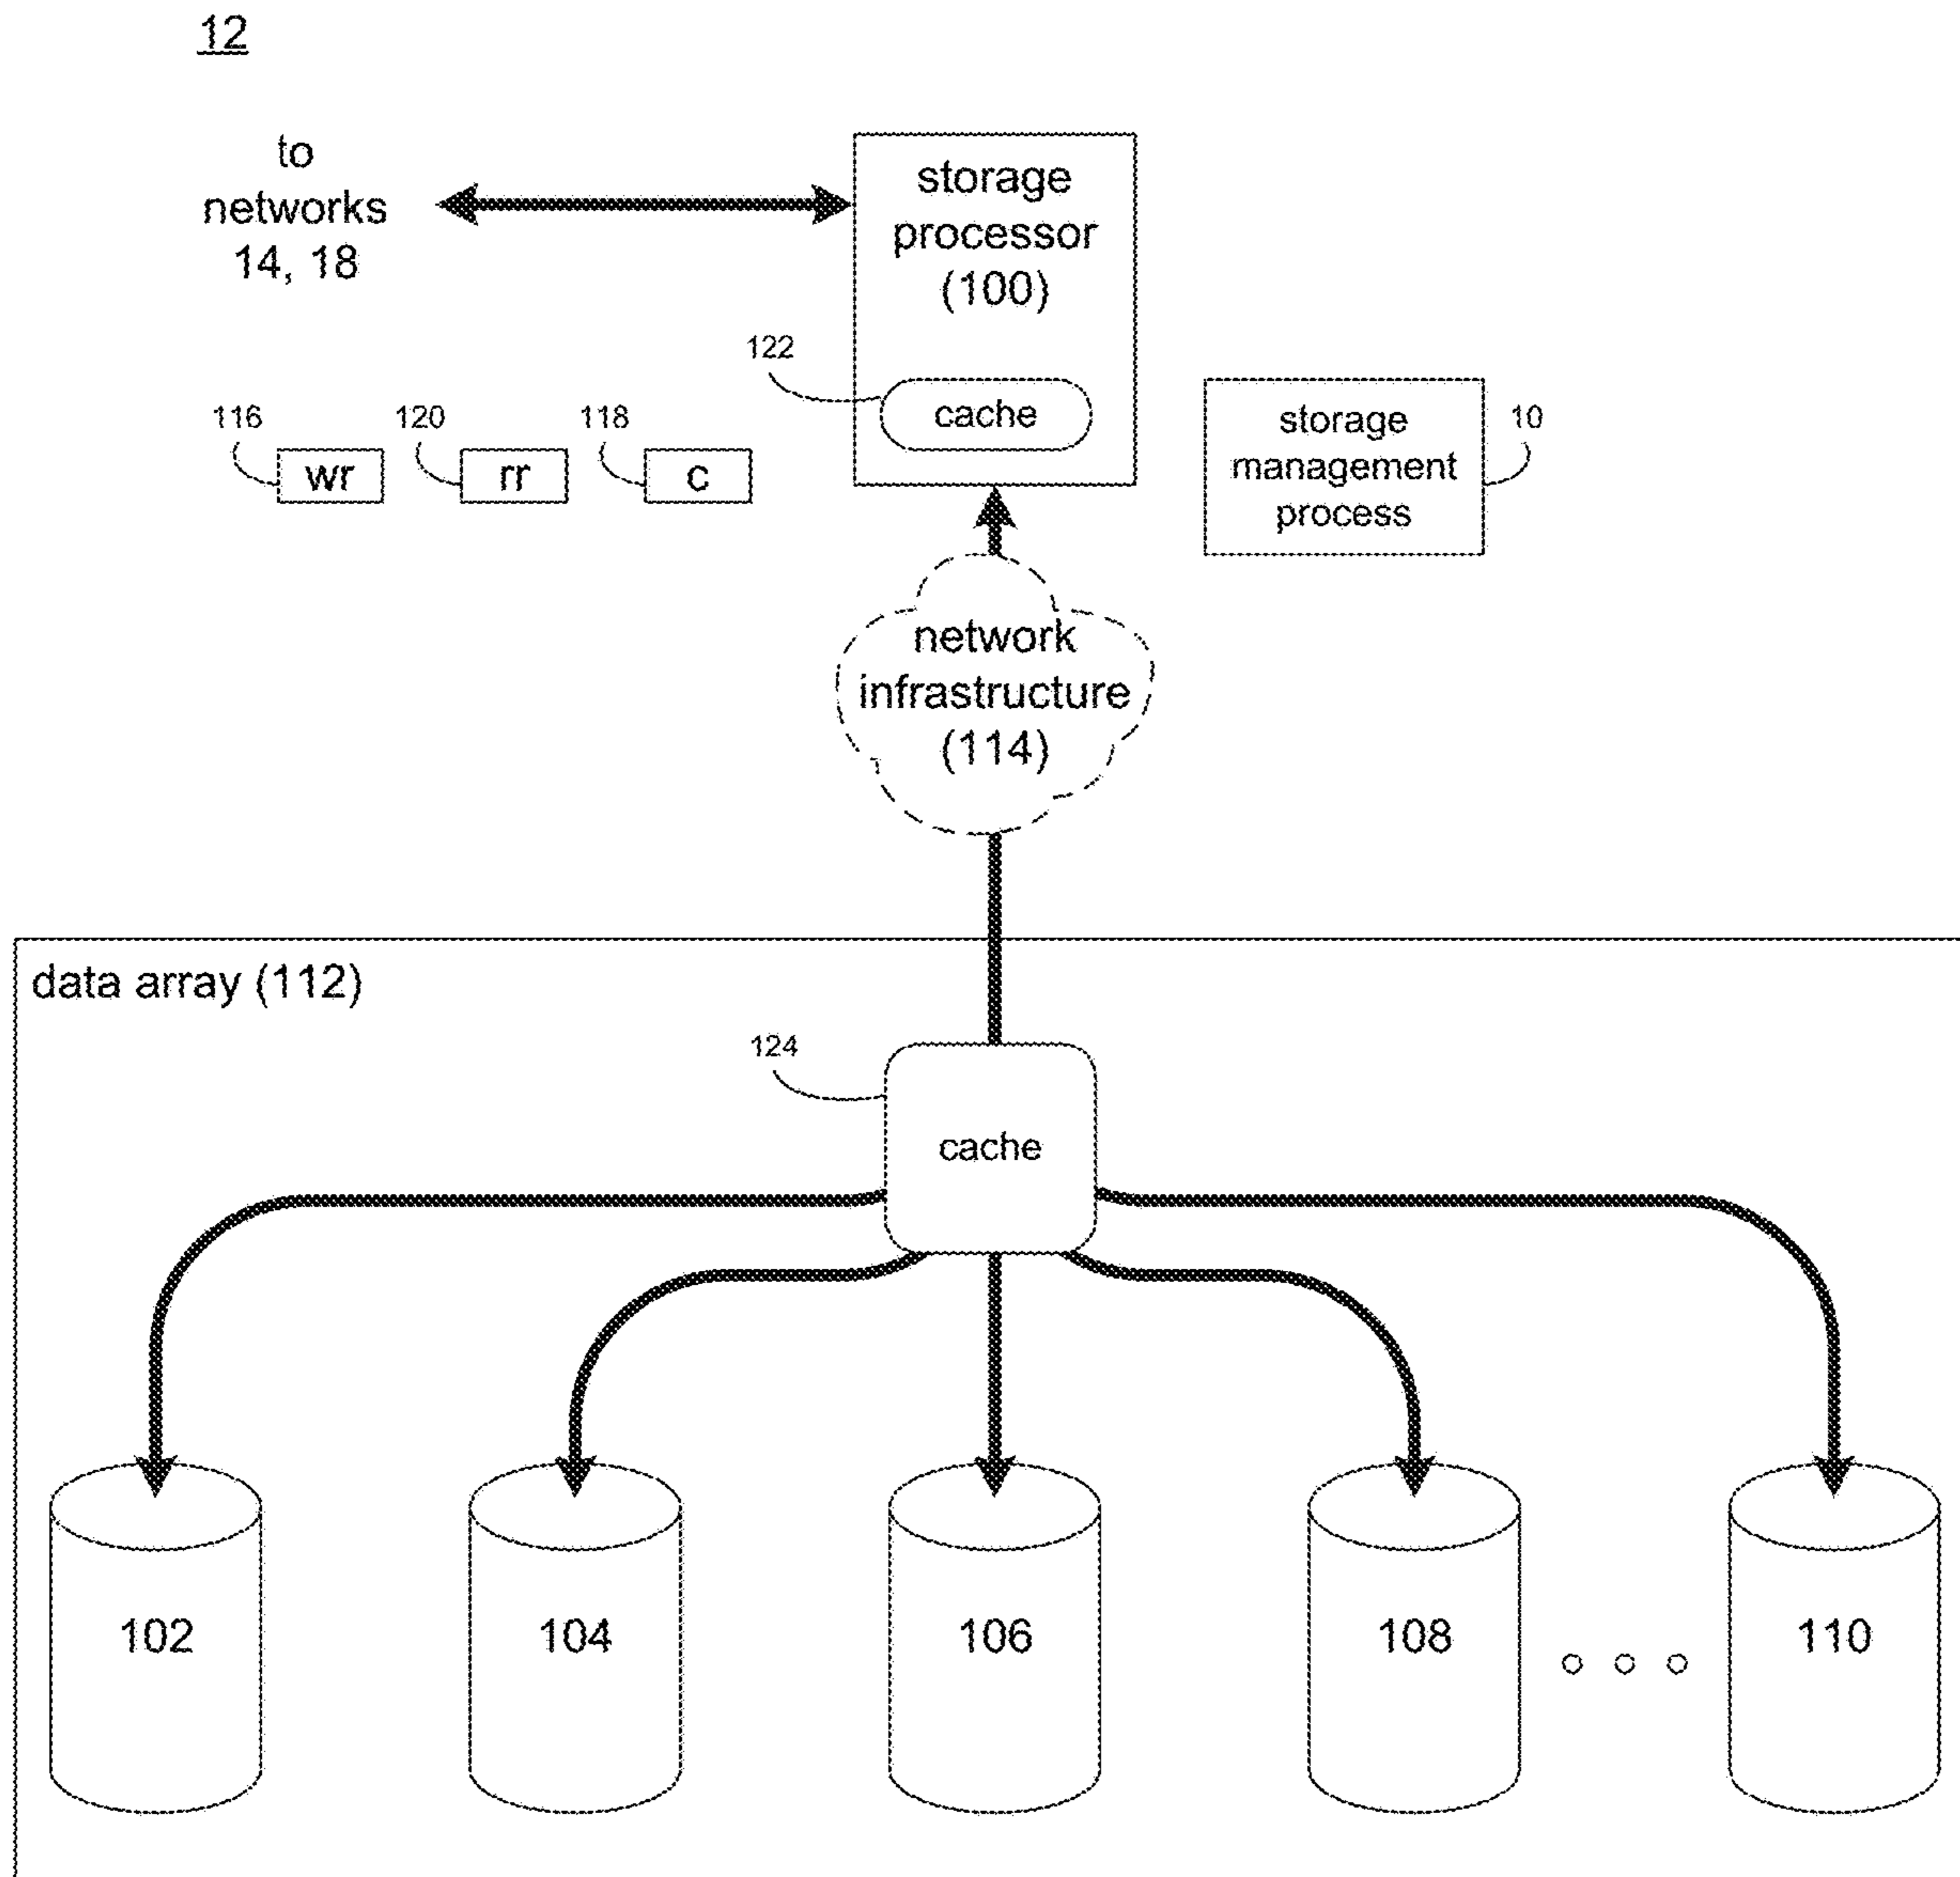 12
to
networks
14, 18
storage
processor
(100)
122
cache
116
wr
120
rr
118
c
storage
management
process
10
network
infrastructure
(114)
data array (112)
124
cache
102
104
106
108
110